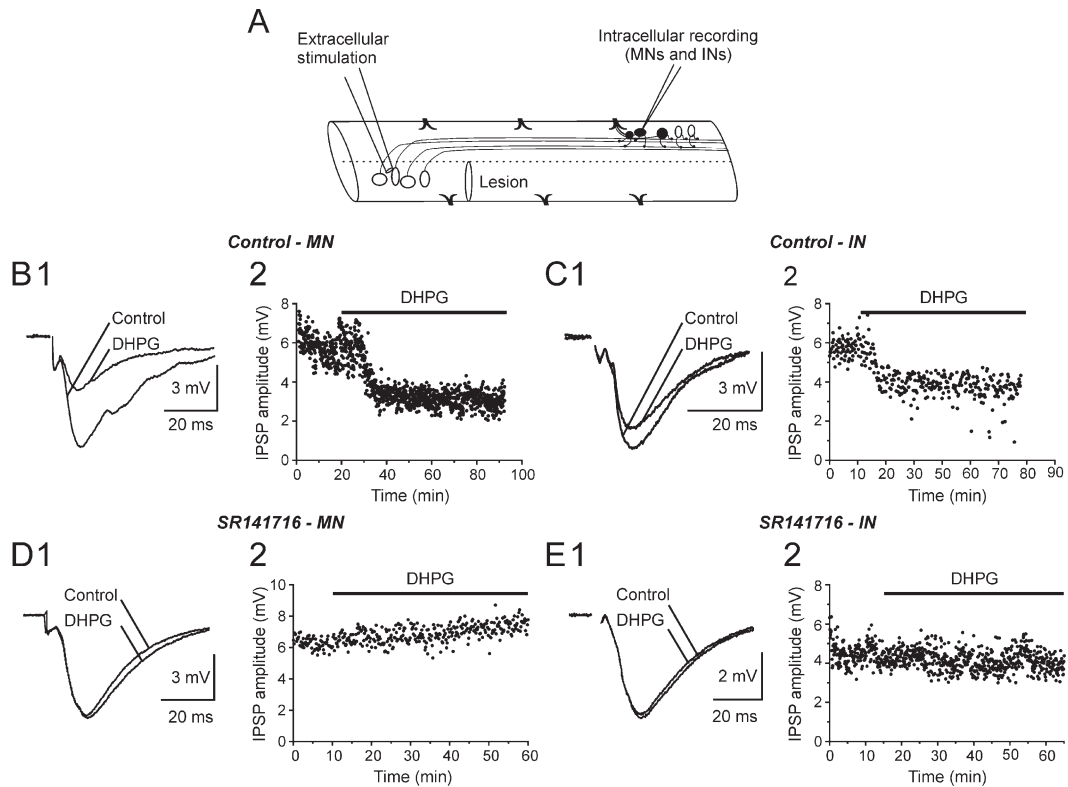 A
Extracellular
stimulation
Intracellular recording
(MNs and INs)
Lesion
Control - MN
B1
Control
DHPG
3 mV
20 ms
2
DHPG
IPSP amplitude (mV)
8
6
4
2
0
0 20 40 60 80 100
Time (min)
Control - IN
C1
Control
DHPG
3 mV
20 ms
2
DHPG
IPSP amplitude (mV)
8
6
4
2
0
0 10 20 30 40 50 60 70 80 90
Time (min)
SR141716 - MN
D1
Control
DHPG
3 mV
20 ms
2
DHPG
IPSP amplitude (mV)
10
8
6
4
2
0
0 10 20 30 40 50 60
Time (min)
SR141716 - IN
E1
Control
DHPG
2 mV
20 ms
2
DHPG
IPSP amplitude (mV)
8
6
4
2
0
0 10 20 30 40 50 60
Time (min)